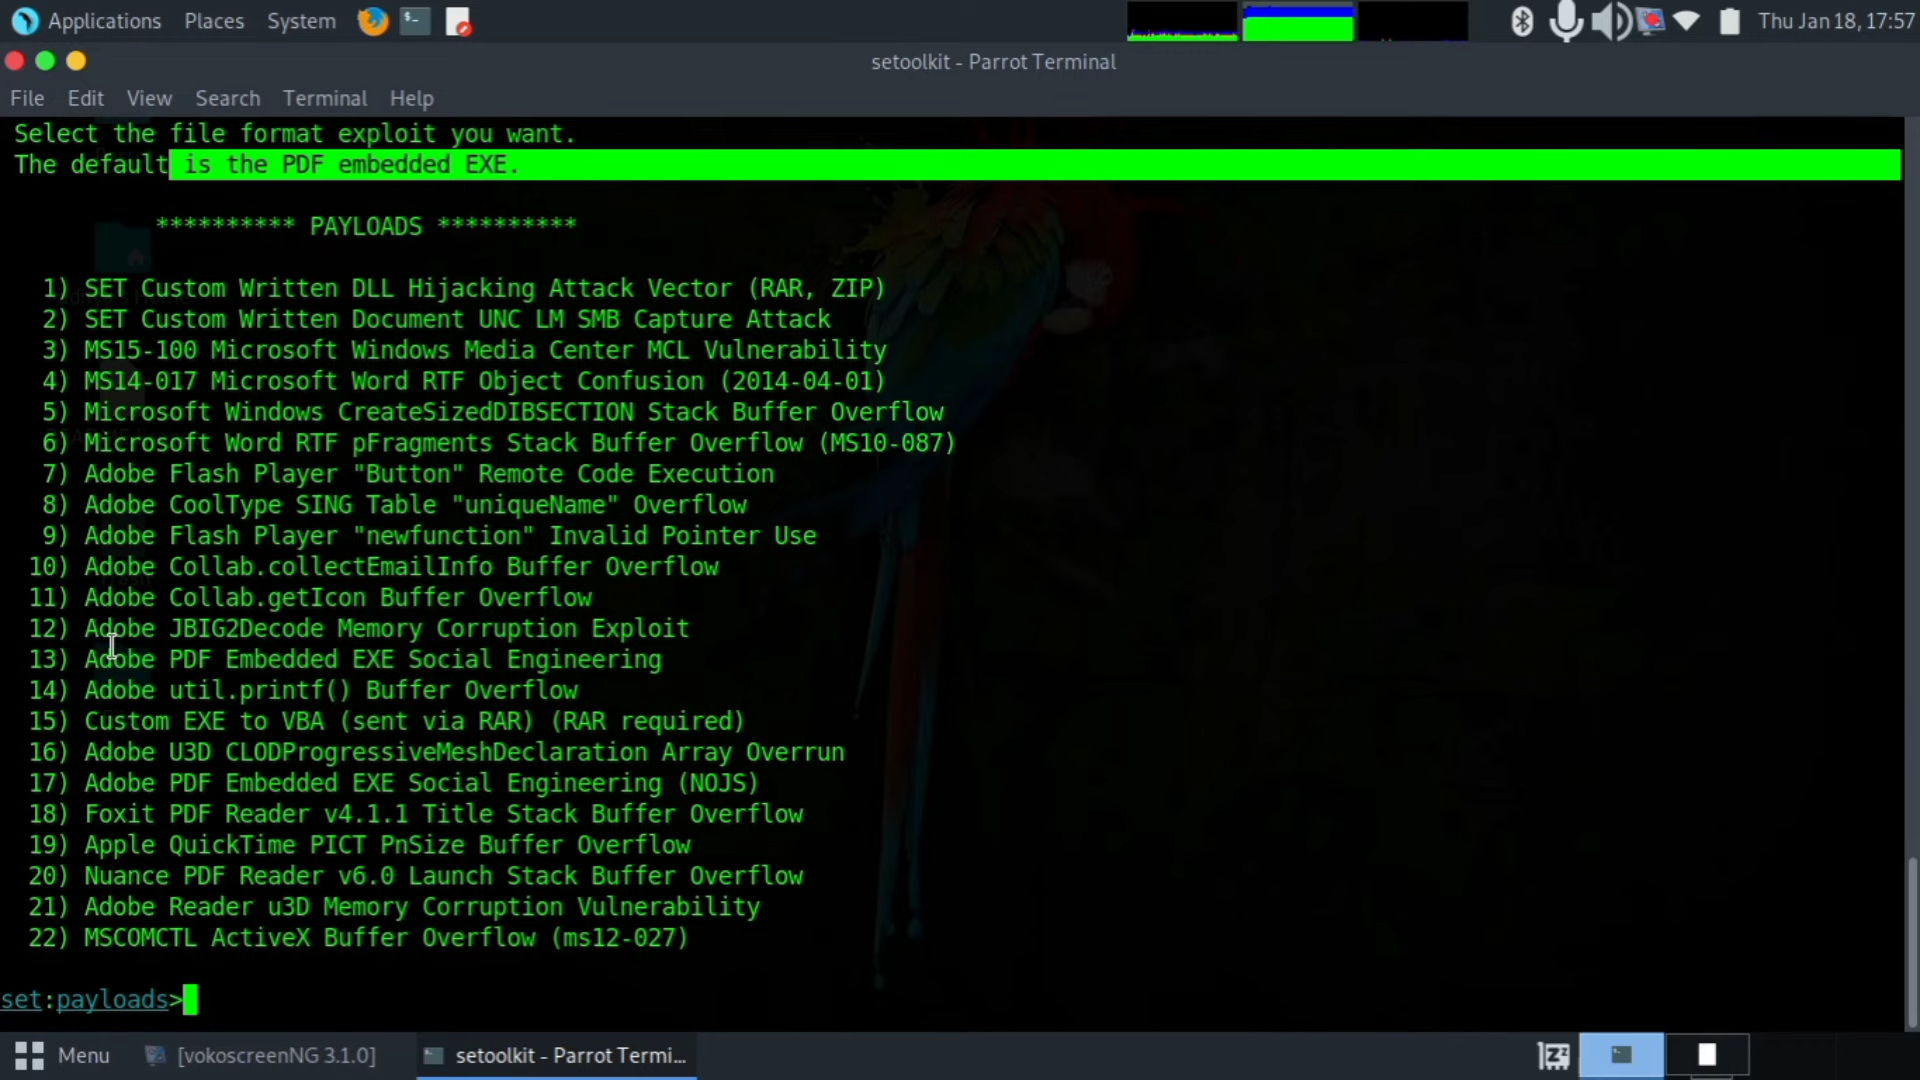 Applications Places System Thu Jan 18, 17:57
setoolkit - Parrot Terminal
File Edit View Search Terminal Help
Select the file format exploit you want.
The default is the PDF embedded EXE.
********** PAYLOADS **********
1) SET Custom Written DLL Hijacking Attack Vector (RAR, ZIP)
2) SET Custom Written Document UNC LM SMB Capture Attack
3) MS15-100 Microsoft Windows Media Center MCL Vulnerability
4) MS14-017 Microsoft Word RTF Object Confusion (2014-04-01)
5) Microsoft Windows CreateSizedDIBSECTION Stack Buffer Overflow
6) Microsoft Word RTF pFragments Stack Buffer Overflow (MS10-087)
7) Adobe Flash Player "Button" Remote Code Execution
8) Adobe CoolType SING Table "uniqueName" Overflow
9) Adobe Flash Player "newfunction" Invalid Pointer Use
10) Adobe Collab.collectEmailInfo Buffer Overflow
11) Adobe Collab.getIcon Buffer Overflow
12) Adobe JBIG2Decode Memory Corruption Exploit
13) Adobe PDF Embedded EXE Social Engineering
14) Adobe util.printf() Buffer Overflow
15) Custom EXE to VBA (sent via RAR) (RAR required)
16) Adobe U3D CLODProgressiveMeshDeclaration Array Overrun
17) Adobe PDF Embedded EXE Social Engineering (NOJS)
18) Foxit PDF Reader v4.1.1 Title Stack Buffer Overflow
19) Apple QuickTime PICT PnSize Buffer Overflow
20) Nuance PDF Reader v6.0 Launch Stack Buffer Overflow
21) Adobe Reader u3D Memory Corruption Vulnerability
22) MSCOMCTL ActiveX Buffer Overflow (ms12-027)
set:payloads>
Menu [vokoscreenNG 3.1.0] setoolkit - Parrot Termi...